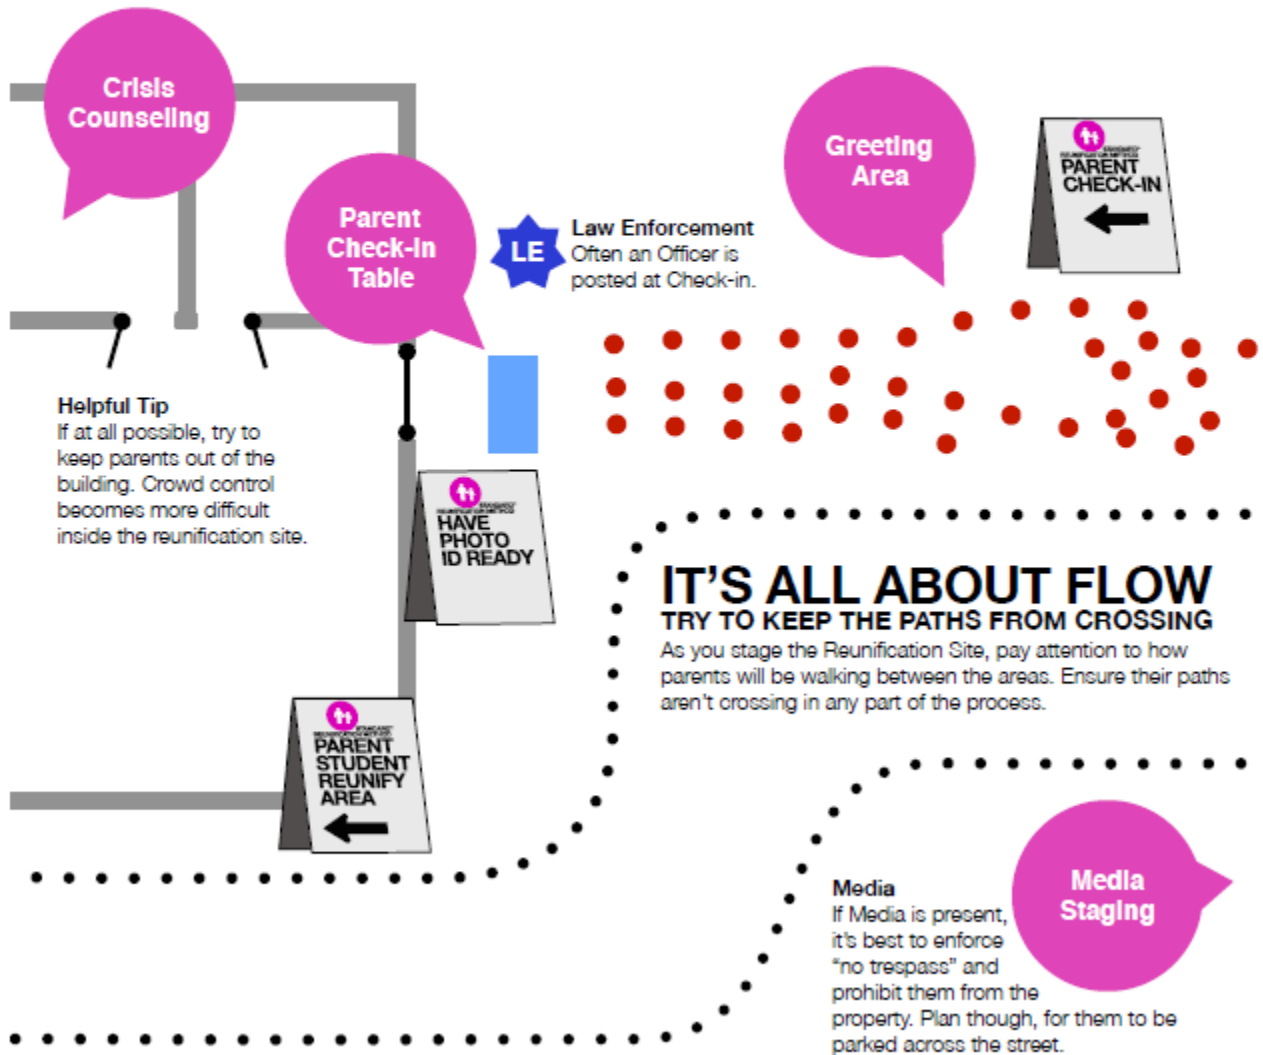 Crisis
Counseling
Parent
Check-In
Table
LE
Law Enforcement
Often an Officer is
posted at Check-in.
Greeting
Area
PARENT
CHECK-IN
Helpful Tip
If at all possible, try to
keep parents out of the
building. Crowd control
becomes more difficult
inside the reunification site.
HAVE
PHOTO
ID READY
IT'S ALL ABOUT FLOW
TRY TO KEEP THE PATHS FROM CROSSING
As you stage the Reunification Site, pay attention to how
parents will be walking between the areas. Ensure their paths
aren't crossing in any part of the process.
PARENT
STUDENT
REUNIFY
AREA
Media
If Media is present,
it's best to enforce
“no trespass” and
prohibit them from the
property. Plan though, for them to be
parked across the street.
Media
Staging